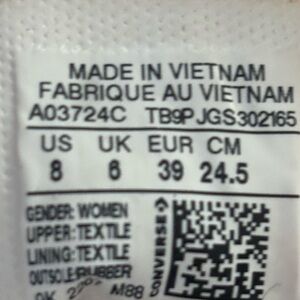 MADE IN VIETNAM
FABRIQUE AU VIETNAM
A03724C TB9PJGS302165
US UK EUR CM
8 6 39 24.5
GENDER: WOMEN
UPPER:TEXTILE
LINING:TEXTILE
OUTSOLE:RUBBER
M88